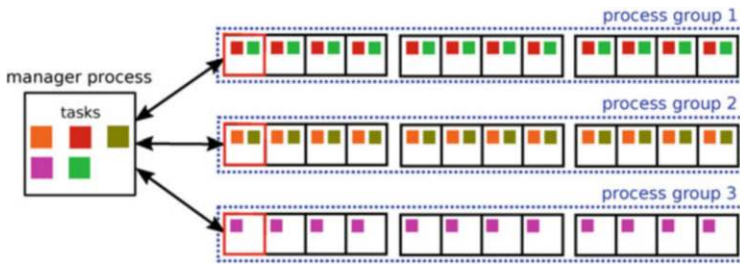 process group 1
manager process
tasks
process group 2
process group 3